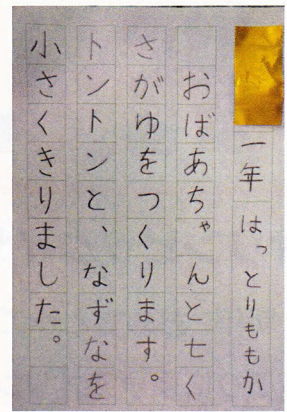 一年 はっとりももか
おばあちゃんと七く
さがゆをつくります。
トントントンと、なずなを
小さくきりました。